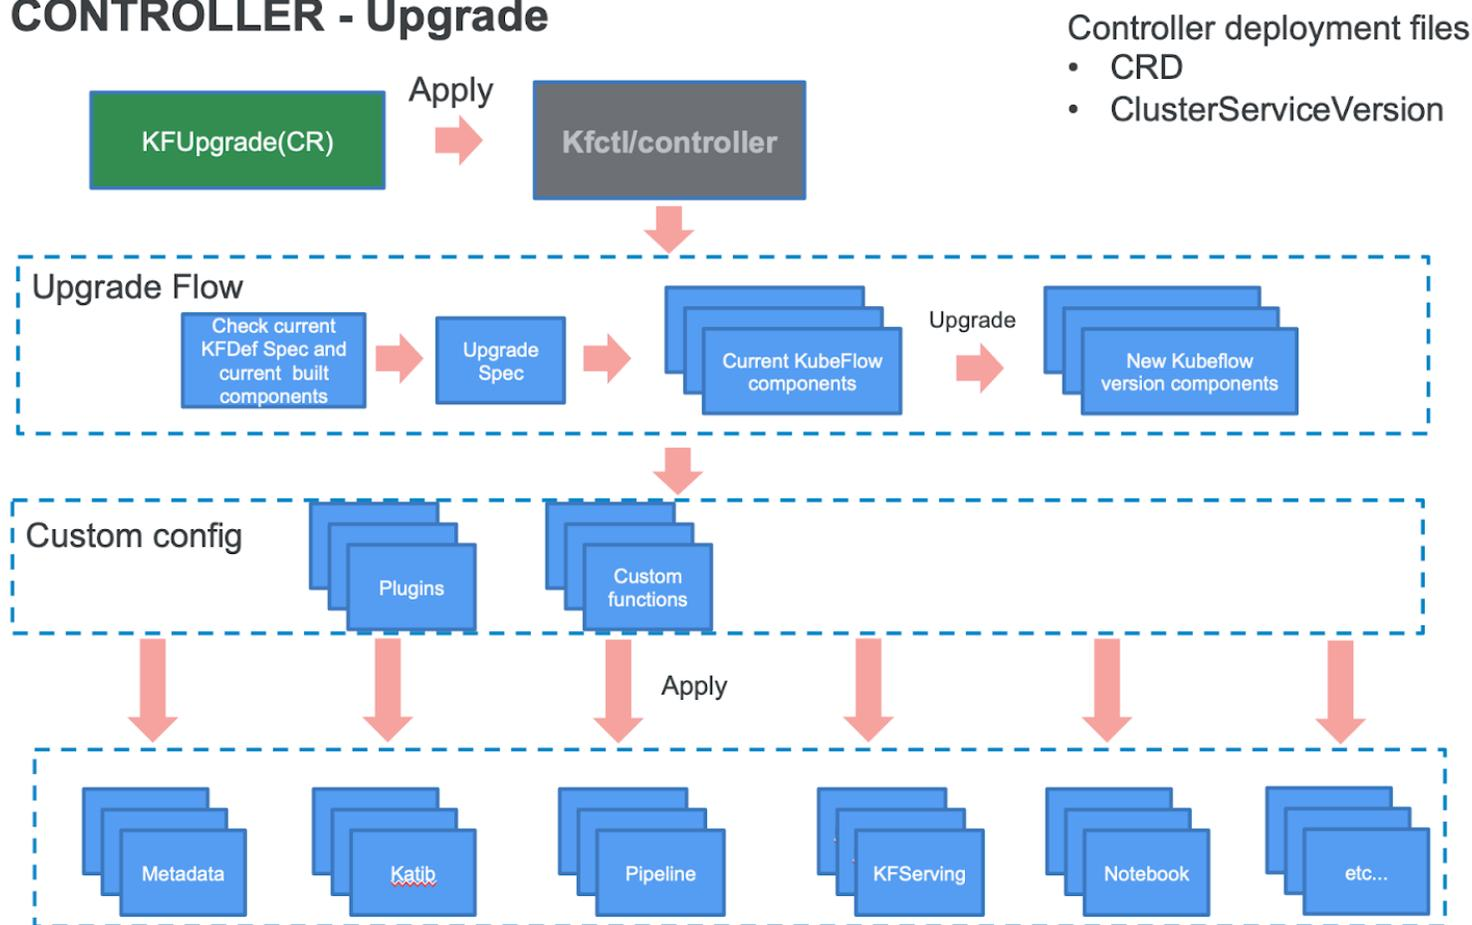 CONTROLLER - Upgrade
Controller deployment files
• CRD
• ClusterServiceVersion
KFUpgrade(CR)
Apply
Kfctl/controller
Upgrade Flow
Check current
KFDef Spec and
current built
components
Upgrade
Spec
Current KubeFlow
components
Upgrade
New Kubeflow
version components
Custom config
Plugins
Custom
functions
Apply
Metadata
Katib
Pipeline
KFServing
Notebook
etc...